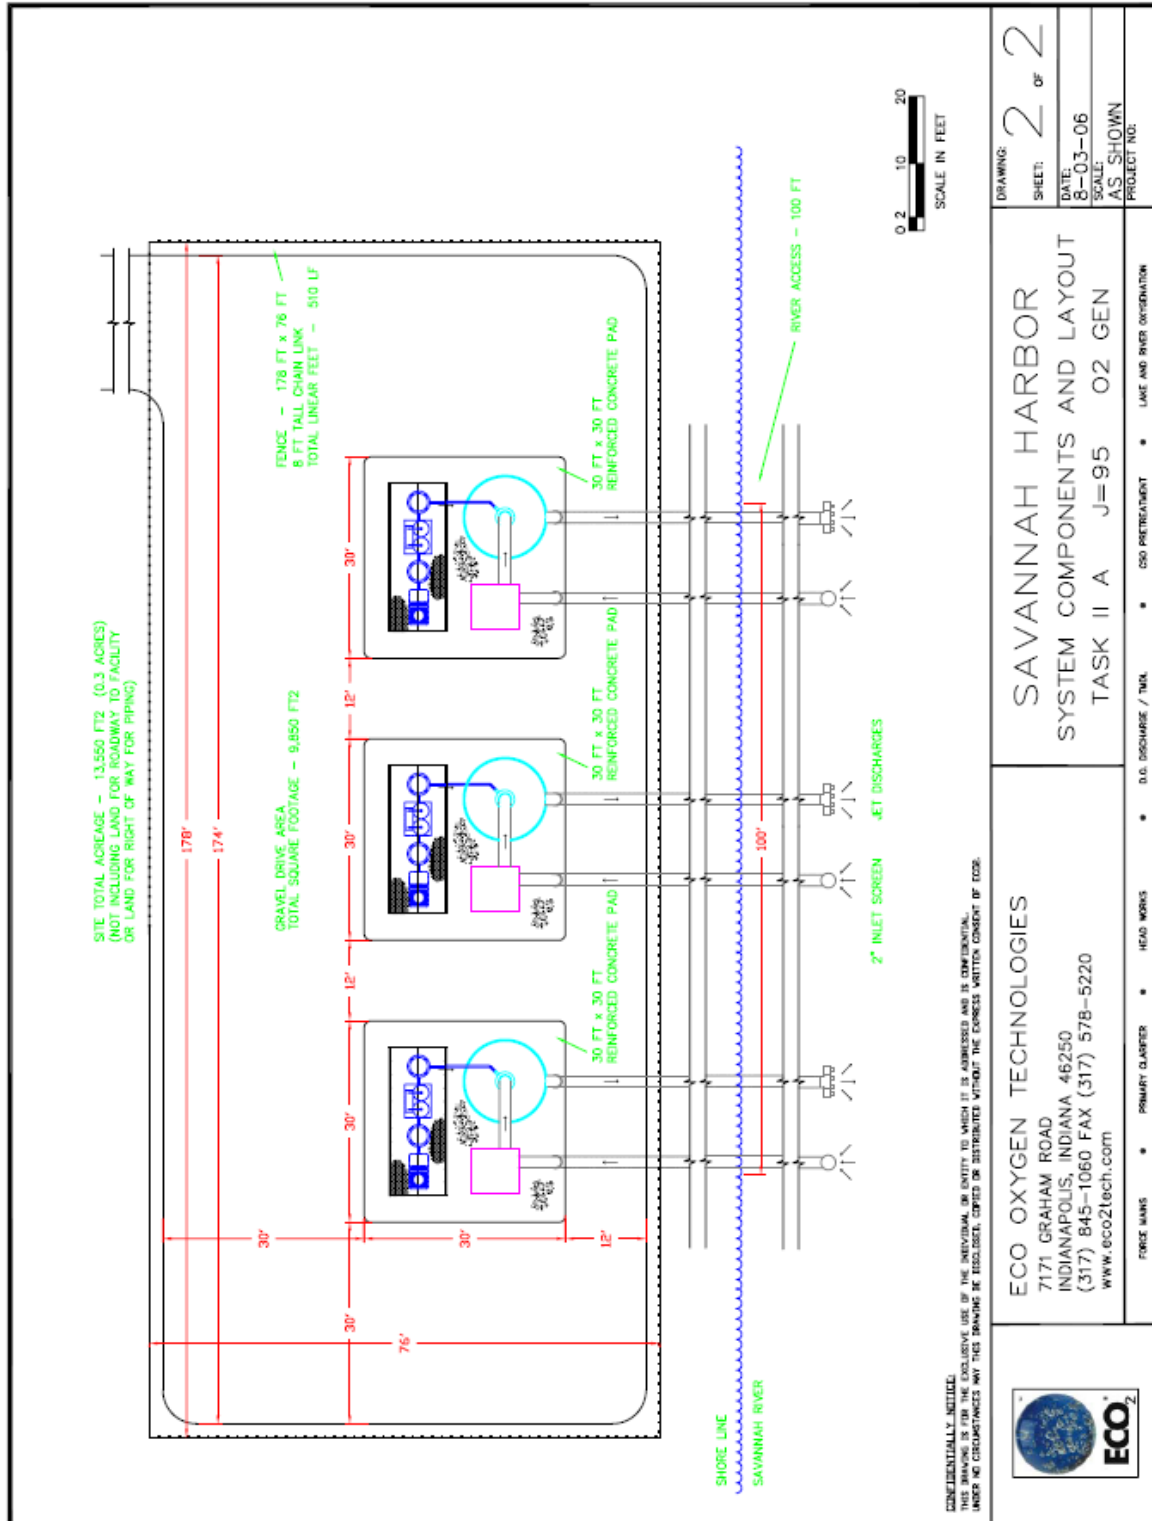 SITE TOTAL ACREAGE - 13,550 FT2 (0.3 ACRES)
(NOT INCLUDING LAND FOR ROADWAY TO FACILITY
OR LAND FOR RIGHT OF WAY FOR PIPING)
178'
174'
FENCE - 178 FT x 76 FT
8 FT TALL CHAIN LINK
TOTAL LINEAR FEET - 510 LF
GRAVEL DRIVE AREA
TOTAL SQUARE FOOTAGE - 9,850 FT2
30'
30'
12'
30'
12'
30'
30'
30'
12'
76'
30 FT x 30 FT
REINFORCED CONCRETE PAD
30 FT x 30 FT
REINFORCED CONCRETE PAD
30 FT x 30 FT
REINFORCED CONCRETE PAD
SHORE LINE
SAVANNAH RIVER
100'
RIVER ACCESS - 100 FT
2" INLET SCREEN
JET DISCHARGES
0 2 10 20
SCALE IN FEET
CONFIDENTIALLY NOTICE:
THIS DRAWING IS FOR THE EXCLUSIVE USE OF THE INDIVIDUAL OR ENTITY TO WHICH IT IS ADDRESSED AND IS CONFIDENTIAL.
UNDER NO CIRCUMSTANCES MAY THIS DRAWING BE DISCLOSED, COPIED OR DISTRIBUTED WITHOUT THE EXPRESS WRITTEN CONSENT OF ECO2.
ECO2
ECO OXYGEN TECHNOLOGIES
7171 GRAHAM ROAD
INDIANAPOLIS, INDIANA 46250
(317) 845-1060 FAX (317) 578-5220
www.eco2tech.com
SAVANNAH HARBOR
SYSTEM COMPONENTS AND LAYOUT
TASK II A J=95 O2 GEN
DRAWING:
SHEET: 2 OF 2
DATE:
8-03-06
SCALE:
AS SHOWN
PROJECT NO:
FORCE MAINS • PRIMARY CLARIFIER • HEAD WORKS • D.O. DISCHARGE / TMDL • CSO PRETREATMENT • LAKE AND RIVER OXYGENATION